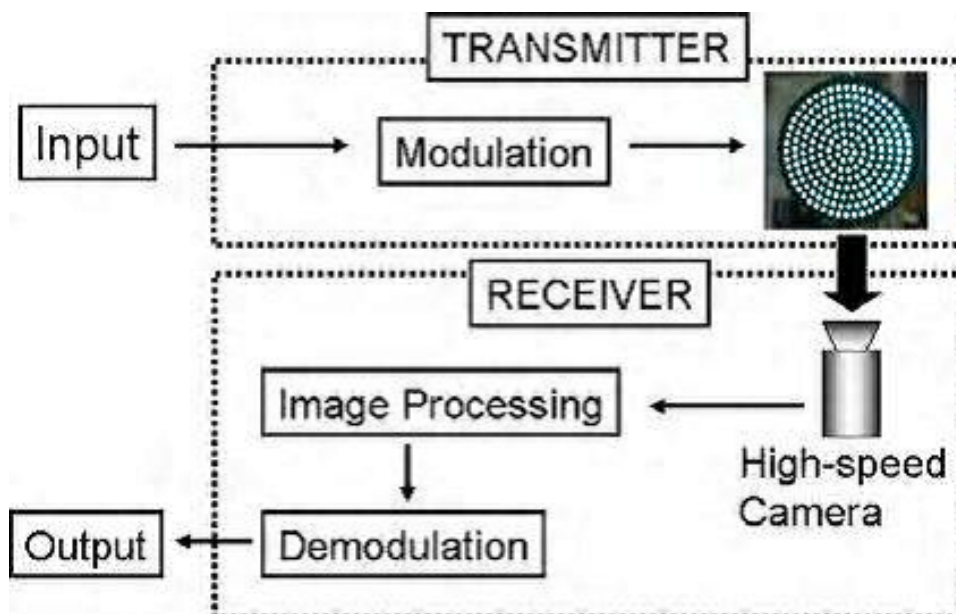 TRANSMITTER
Input
Modulation
RECEIVER
Image Processing
High-speed
Camera
Output
Demodulation